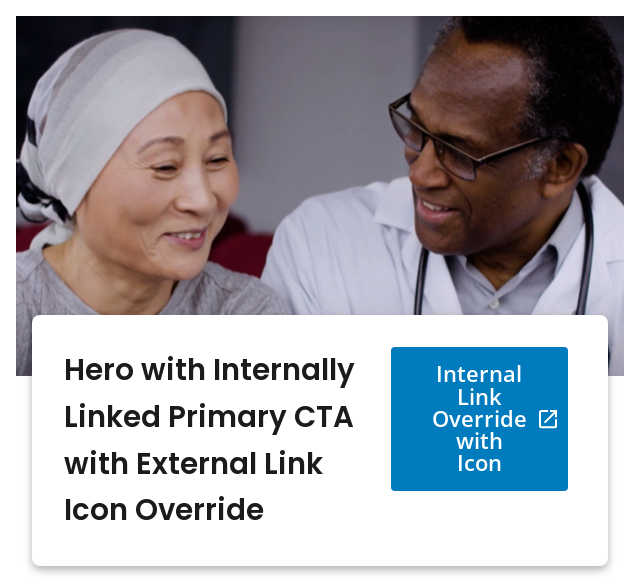 Hero with Internally
Linked Primary CTA
with External Link
Icon Override
Internal
Link
Override
with
Icon